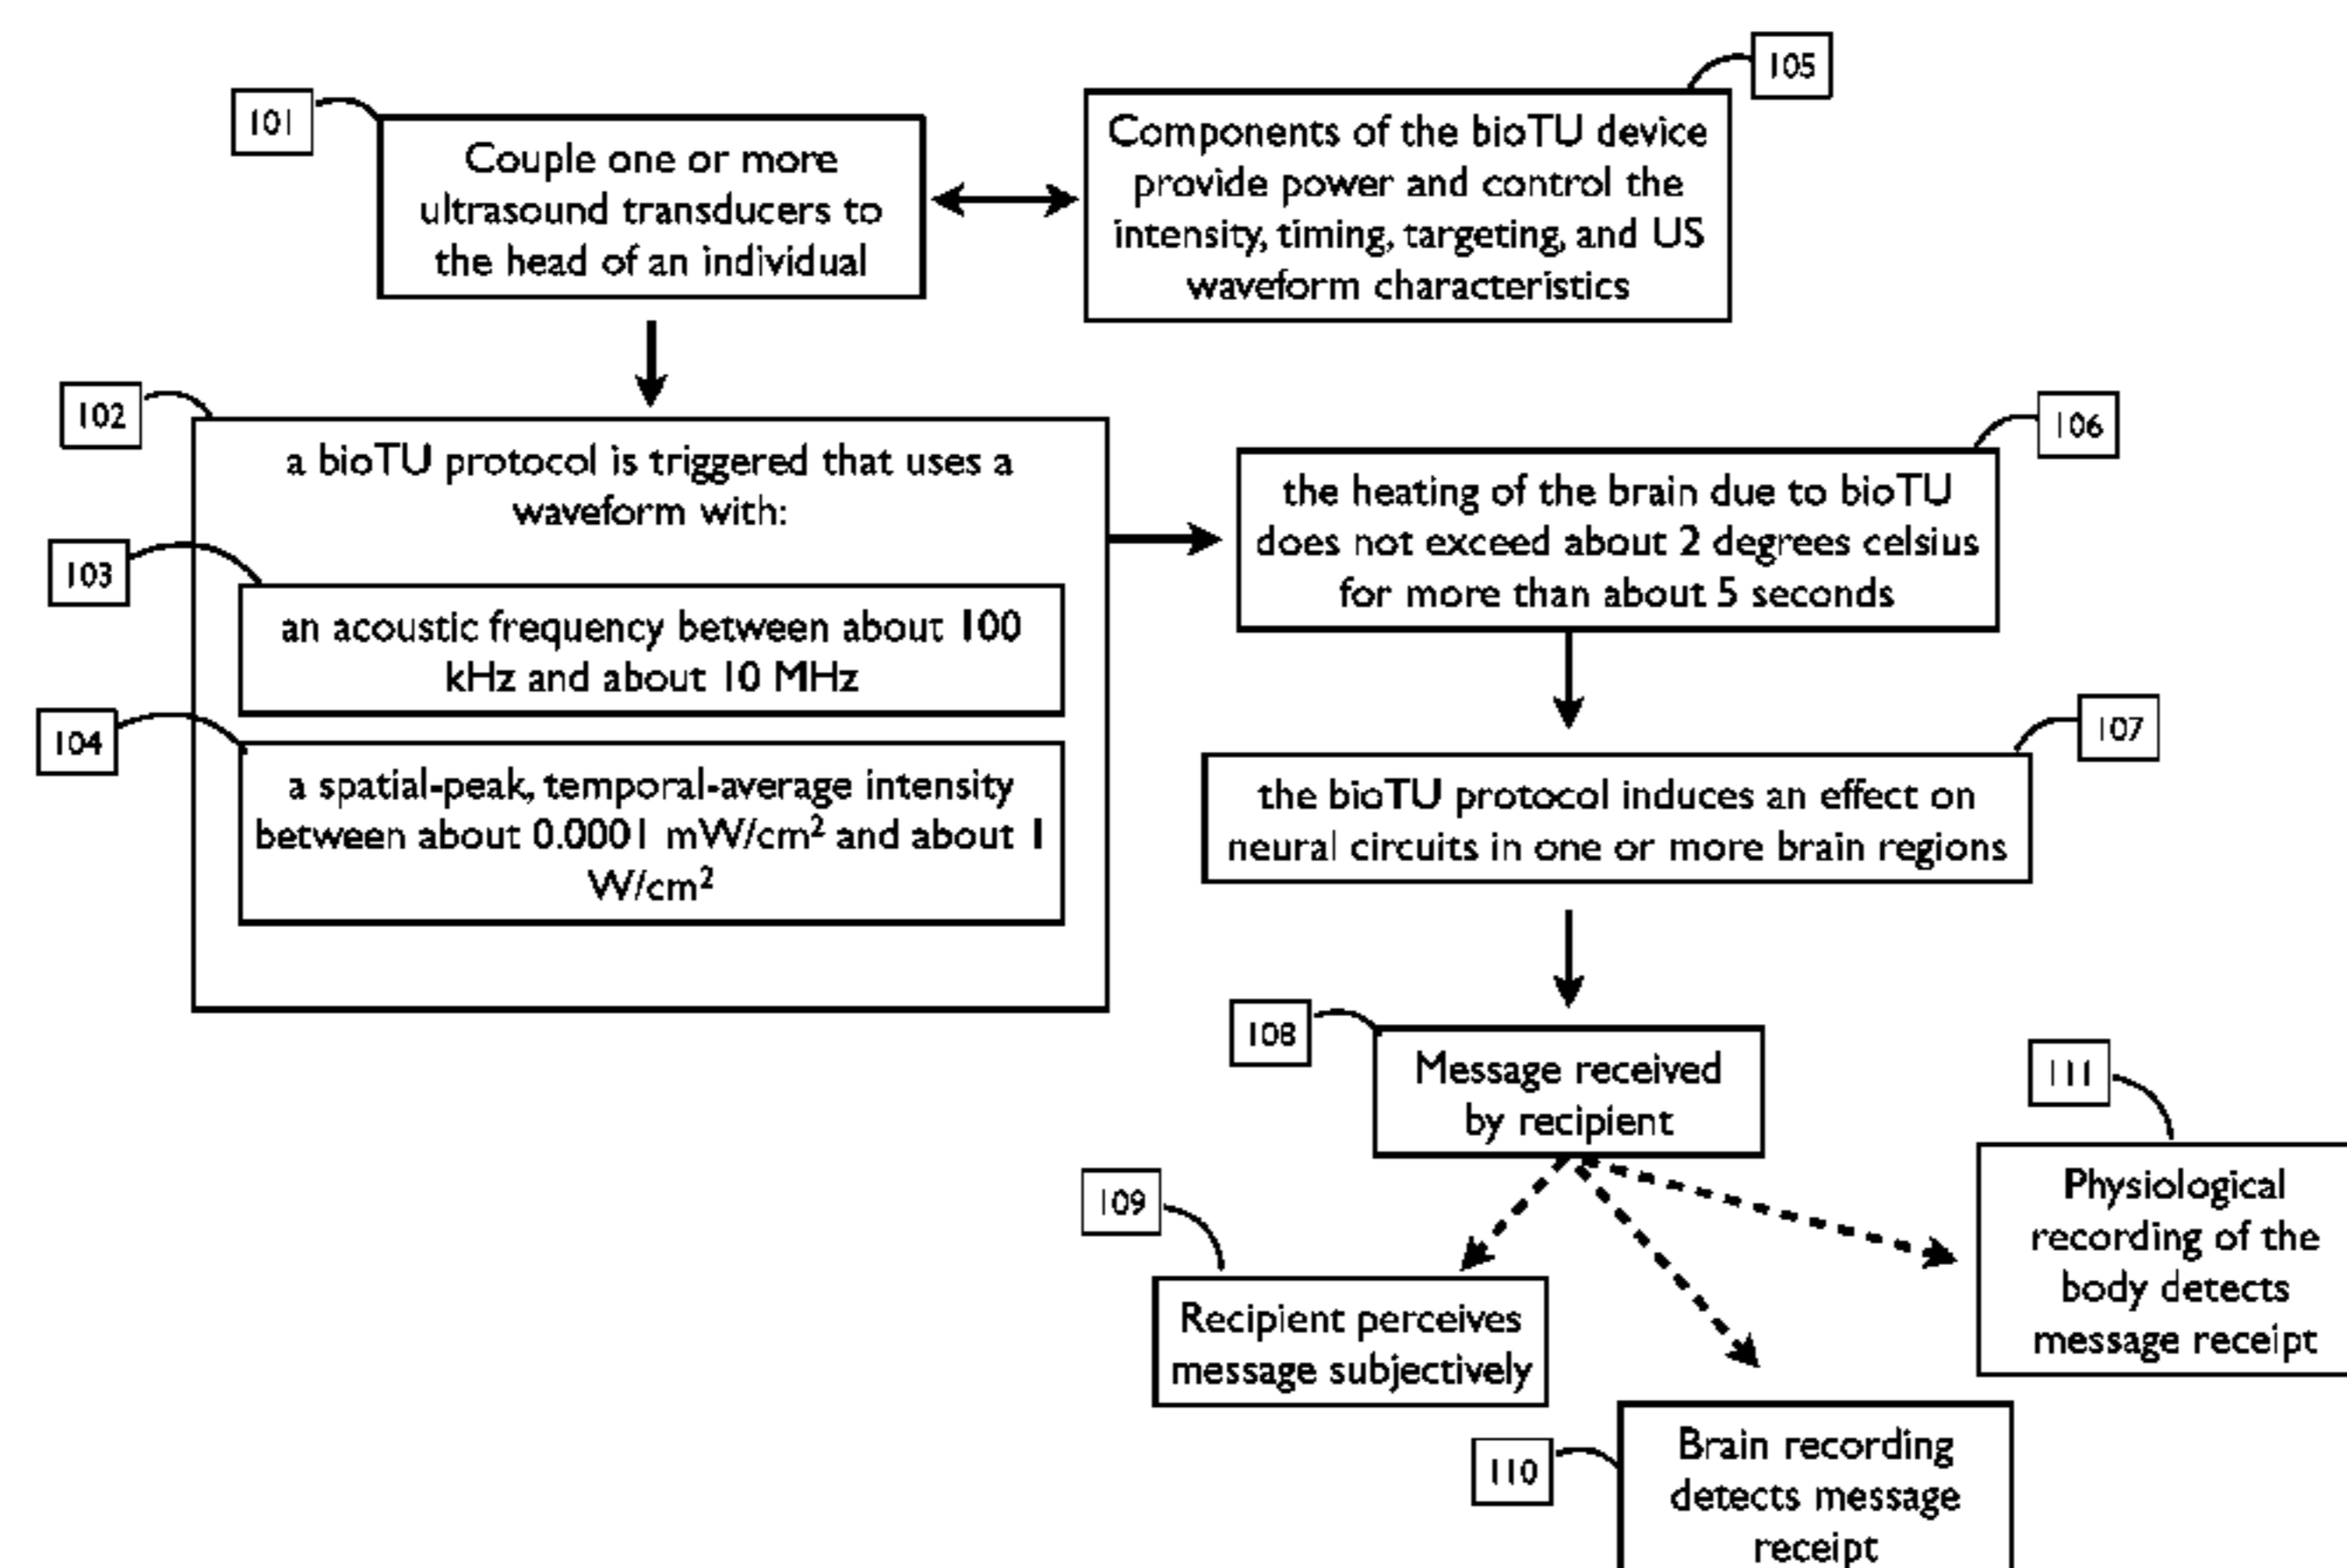 101
Couple one or more
ultrasound transducers to
the head of an individual
105
Components of the bioTU device
provide power and control the
intensity, timing, targeting, and US
waveform characteristics
102
a bioTU protocol is triggered that uses a
waveform with:
103
an acoustic frequency between about 100
kHz and about 10 MHz
104
a spatial-peak, temporal-average intensity
between about 0.0001 mW/cm² and about 1
W/cm²
106
the heating of the brain due to bioTU
does not exceed about 2 degrees celsius
for more than about 5 seconds
107
the bioTU protocol induces an effect on
neural circuits in one or more brain regions
108
Message received
by recipient
109
Recipient perceives
message subjectively
110
Brain recording
detects message
receipt
111
Physiological
recording of the
body detects
message receipt